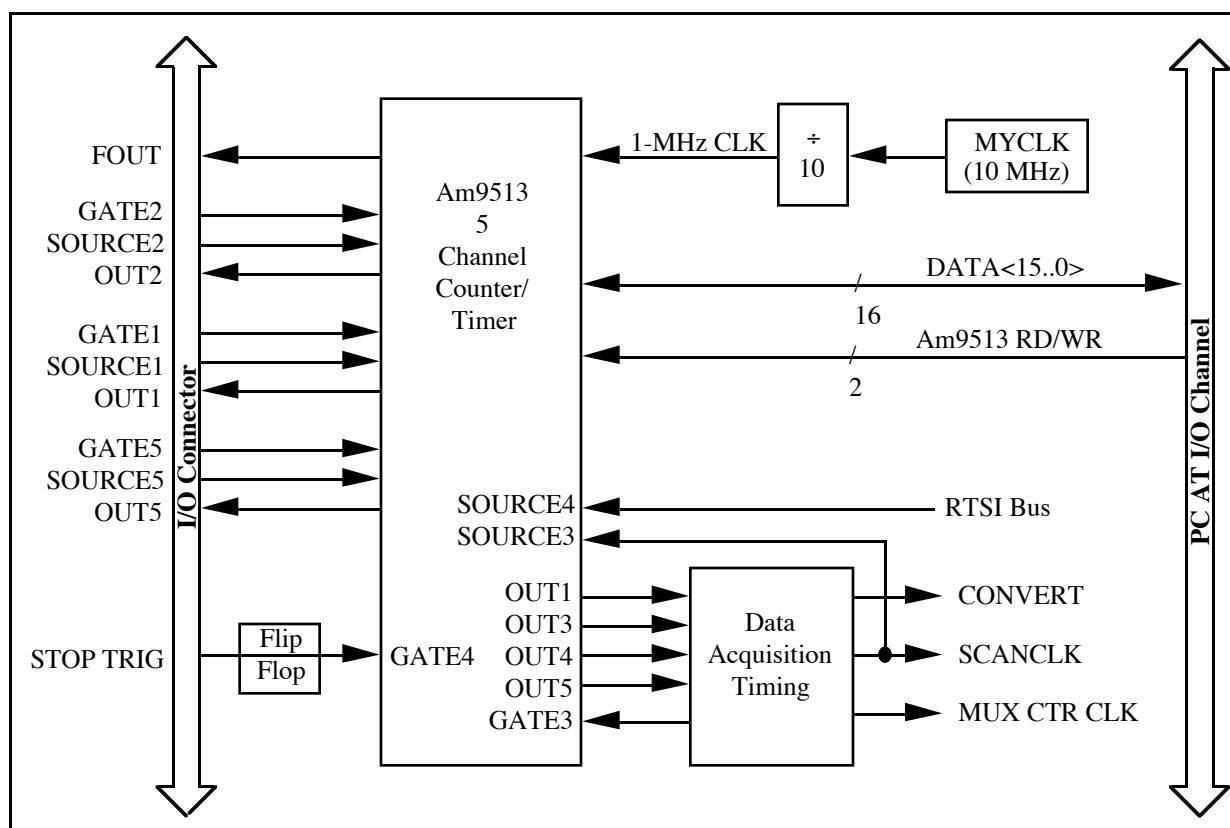 FOUT
GATE2
SOURCE2
OUT2
GATE1
SOURCE1
OUT1
GATE5
SOURCE5
OUT5
STOP TRIG
I/O Connector
Flip
Flop
Am9513
5
Channel
Counter/
Timer
GATE4
SOURCE4
SOURCE3
OUT1
OUT3
OUT4
OUT5
GATE3
1-MHz CLK
÷
10
MYCLK
(10 MHz)
DATA<15..0>
/
16
Am9513 RD/WR
/
2
RTSI Bus
Data
Acquisition
Timing
CONVERT
SCANCLK
MUX CTR CLK
PC AT I/O Channel